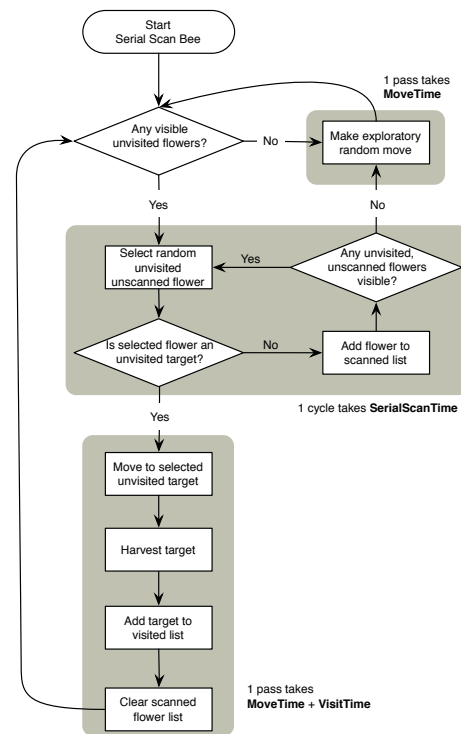 Start
Serial Scan Bee
1 pass takes
MoveTime
Any visible
unvisited flowers?
No
Make exploratory
random move
Yes
No
Select random
unvisited
unscanned flower
Yes
Any unvisited,
unscanned flowers
visible?
Is selected flower an
unvisited target?
No
Add flower to
scanned list
1 cycle takes SerialScanTime
Yes
Move to selected
unvisited target
Harvest target
Add target to
visited list
Clear scanned
flower list
1 pass takes
MoveTime + VisitTime